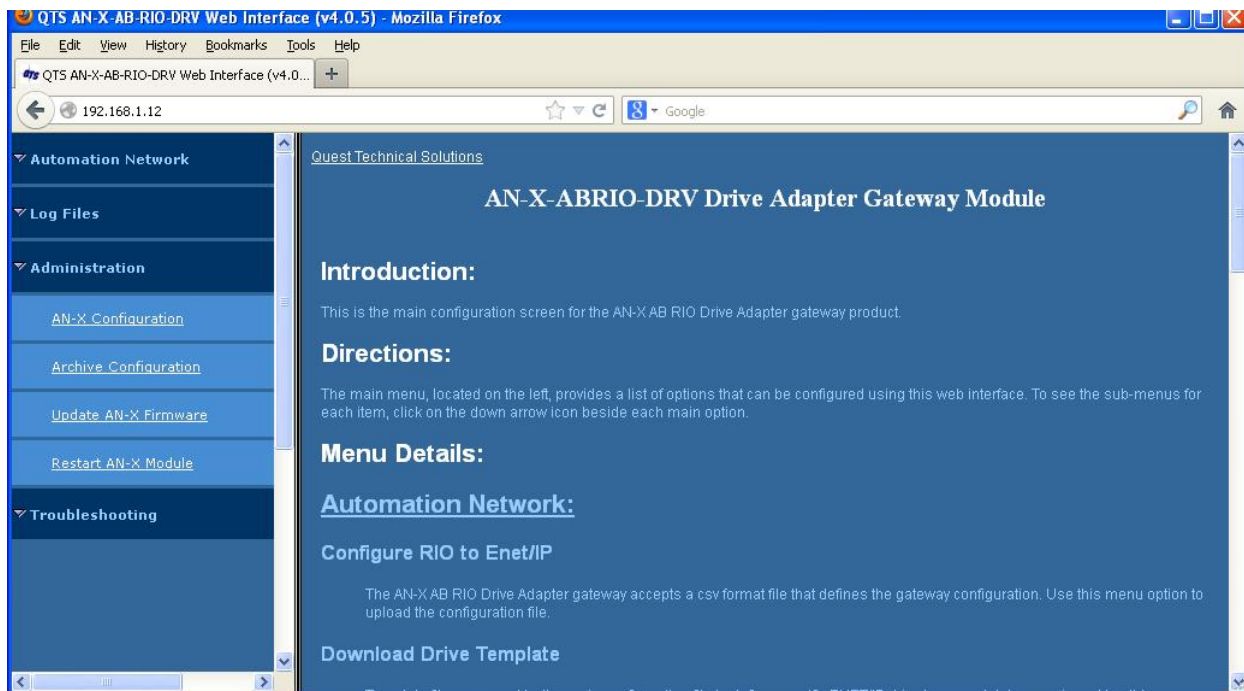 QTS AN-X-AB-RIO-DRV Web Interface (v4.0.5) - Mozilla Firefox
File Edit View History Bookmarks Tools Help
QTS AN-X-AB-RIO-DRV Web Interface (v4.0...
192.168.1.12
Google
Automation Network
Log Files
Administration
AN-X Configuration
Archive Configuration
Update AN-X Firmware
Restart AN-X Module
Troubleshooting
Quest Technical Solutions
AN-X-ABRIO-DRV Drive Adapter Gateway Module
Introduction:
This is the main configuration screen for the AN-X AB RIO Drive Adapter gateway product.
Directions:
The main menu, located on the left, provides a list of options that can be configured using this web interface. To see the sub-menus for
each item, click on the down arrow icon beside each main option.
Menu Details:
Automation Network:
Configure RIO to Enet/IP
The AN-X AB RIO Drive Adapter gateway accepts a csv format file that defines the gateway configuration. Use this menu option to
upload the configuration file.
Download Drive Template